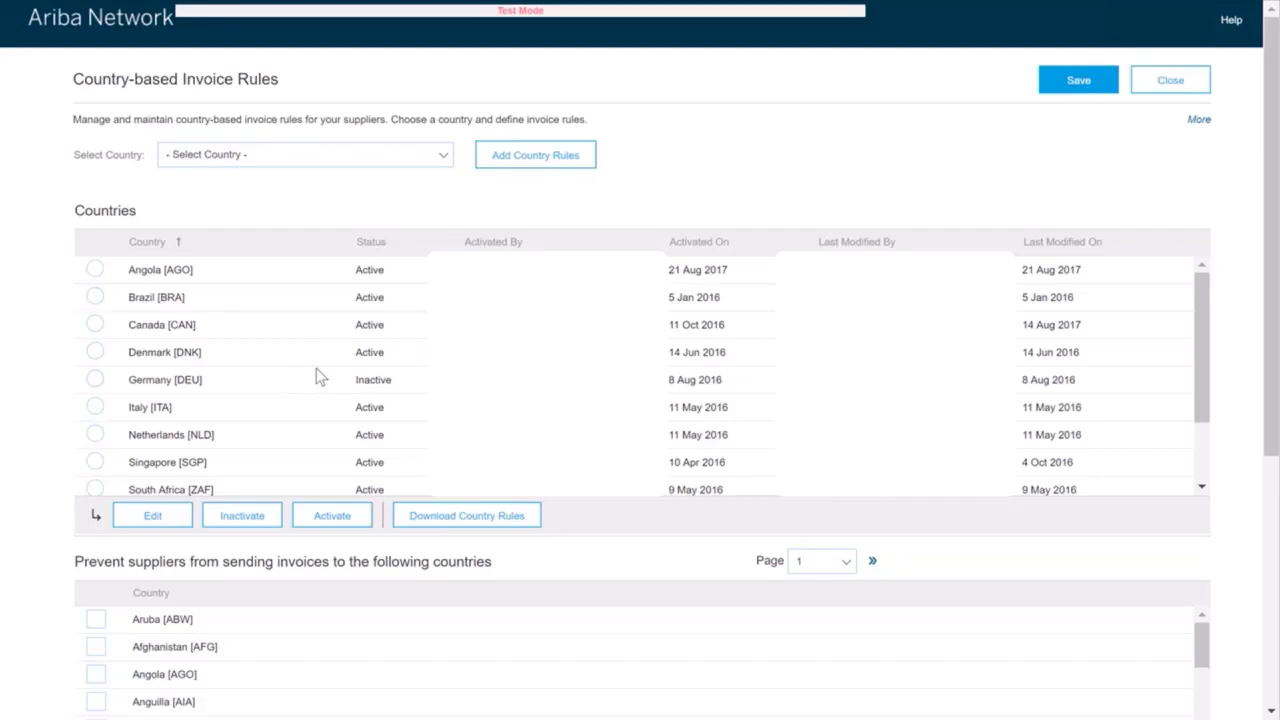 Ariba Network
Test Mode
Help
Country-based Invoice Rules
Save
Close
Manage and maintain country-based invoice rules for your suppliers. Choose a country and define invoice rules.
More
Select Country: - Select Country -
Add Country Rules
Countries
Country ↑ Status Activated By Activated On Last Modified By Last Modified On
Angola [AGO] Active 21 Aug 2017 21 Aug 2017
Brazil [BRA] Active 5 Jan 2016 5 Jan 2016
Canada [CAN] Active 11 Oct 2016 14 Aug 2017
Denmark [DNK] Active 14 Jun 2016 14 Jun 2016
Germany [DEU] Inactive 8 Aug 2016 8 Aug 2016
Italy [ITA] Active 11 May 2016 11 May 2016
Netherlands [NLD] Active 11 May 2016 11 May 2016
Singapore [SGP] Active 10 Apr 2016 4 Oct 2016
South Africa [ZAF] Active 9 May 2016 9 May 2016
Edit Inactivate Activate Download Country Rules
Prevent suppliers from sending invoices to the following countries
Page 1 »
Country
Aruba [ABW]
Afghanistan [AFG]
Angola [AGO]
Anguilla [AIA]